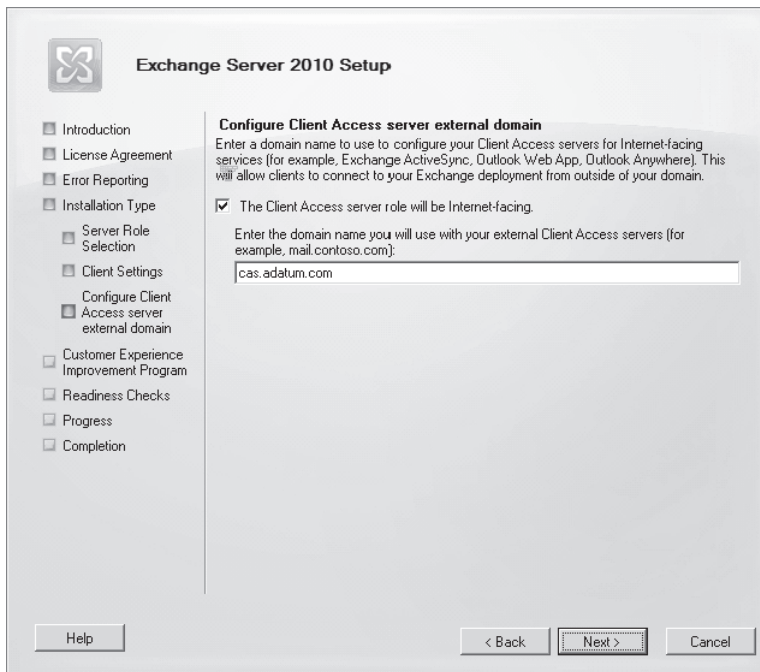 Exchange Server 2010 Setup
Introduction
License Agreement
Error Reporting
Installation Type
Server Role
Selection
Client Settings
Configure Client
Access server
external domain
Customer Experience
Improvement Program
Readiness Checks
Progress
Completion
Configure Client Access server external domain
Enter a domain name to use to configure your Client Access servers for Internet-facing
services (for example, Exchange ActiveSync, Outlook Web App, Outlook Anywhere). This
will allow clients to connect to your Exchange deployment from outside of your domain.
The Client Access server role will be Internet-facing.
Enter the domain name you will use with your external Client Access servers (for
example, mail.contoso.com):
cas.adatum.com
Help
< Back
Next >
Cancel